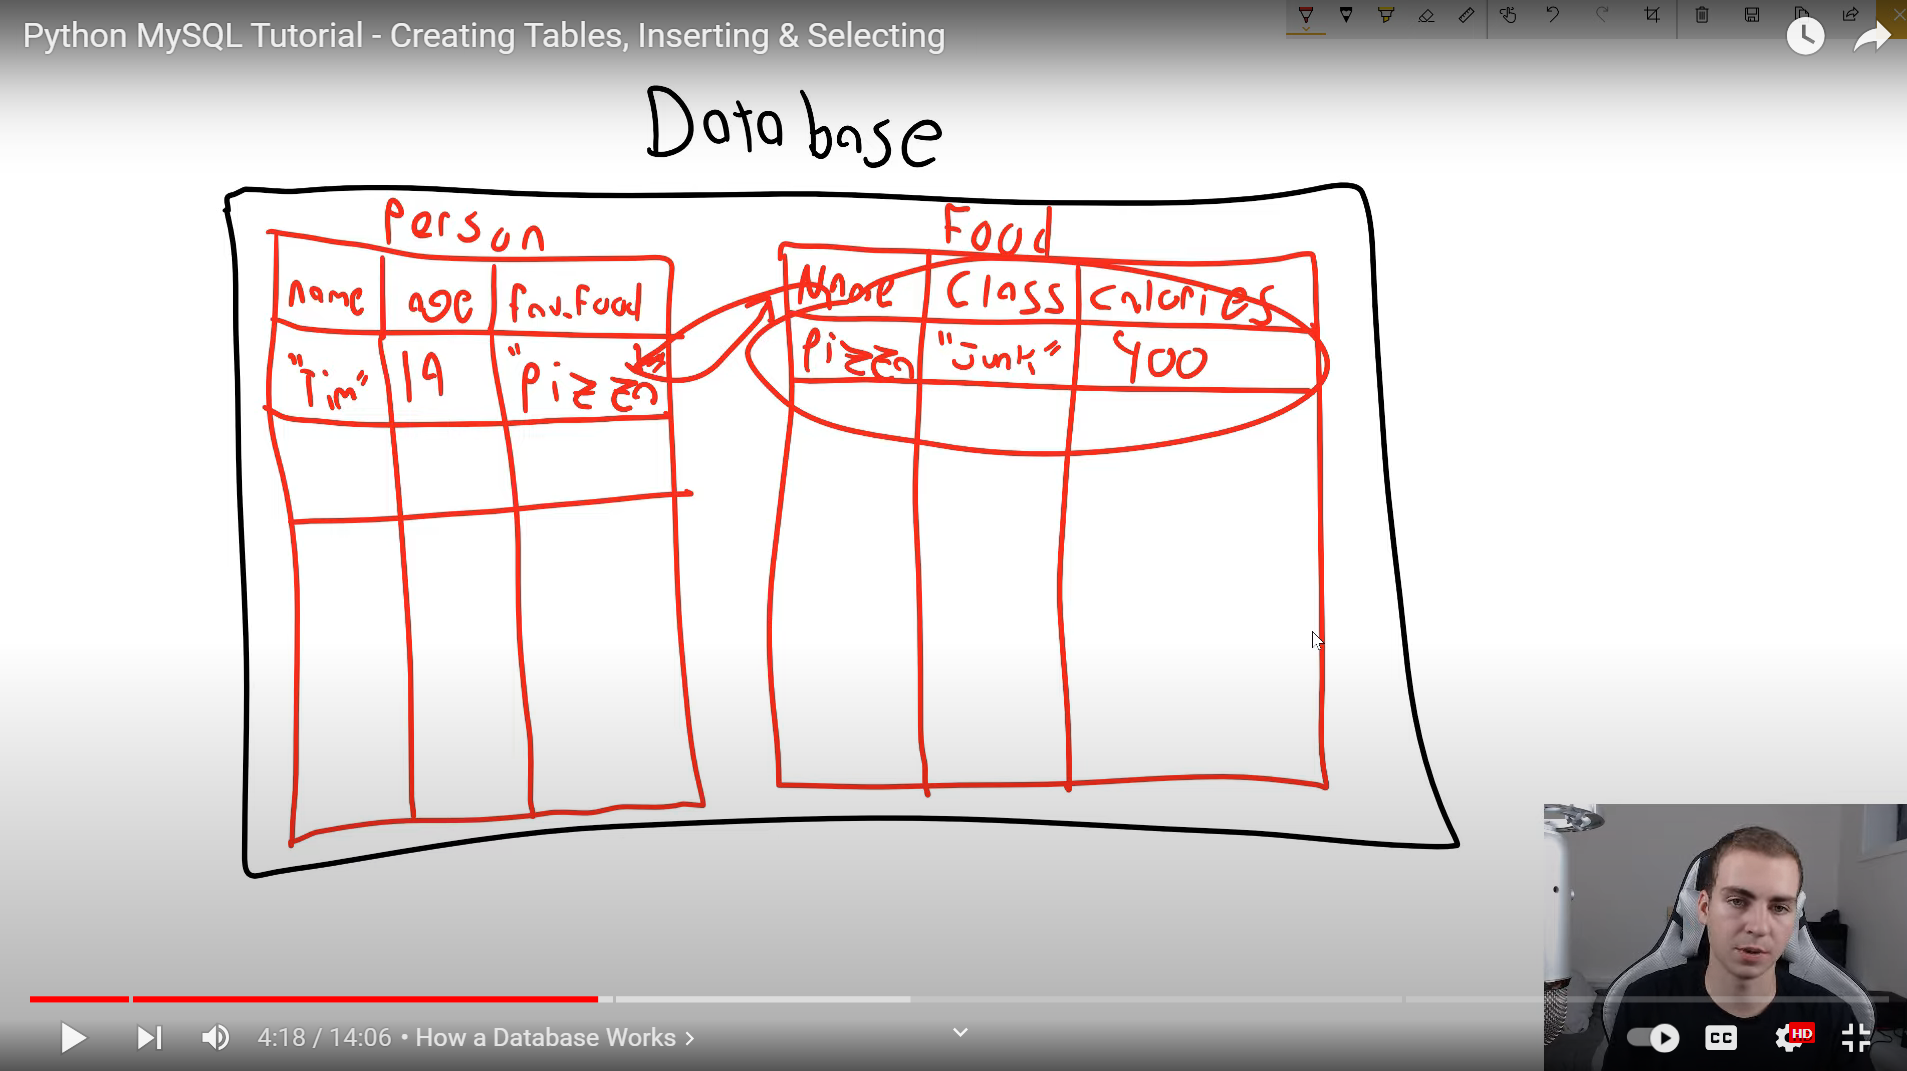 Python MySQL Tutorial - Creating Tables, Inserting & Selecting
Database
Person
name age fav.food
"Tim" 19 "Pizza
Food
Name Class Calories
Pizza "Junk" 400
4:18 / 14:06 • How a Database Works >
CC
HD